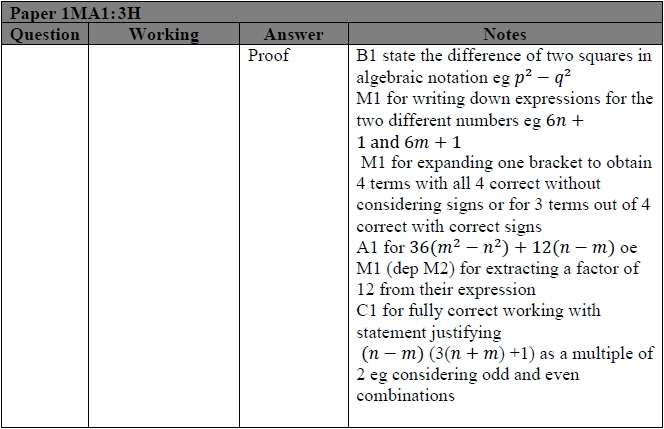 Paper 1MA1: 3H
Question Working Answer Notes
Proof
B1 state the difference of two squares in
algebraic notation eg p² − q²
M1 for writing down expressions for the
two different numbers eg 6n +
1 and 6m + 1
M1 for expanding one bracket to obtain
4 terms with all 4 correct without
considering signs or for 3 terms out of 4
correct with correct signs
A1 for 36(m² − n²) + 12(n − m) oe
M1 (dep M2) for extracting a factor of
12 from their expression
C1 for fully correct working with
statement justifying
(n − m) (3(n + m) +1) as a multiple of
2 eg considering odd and even
combinations